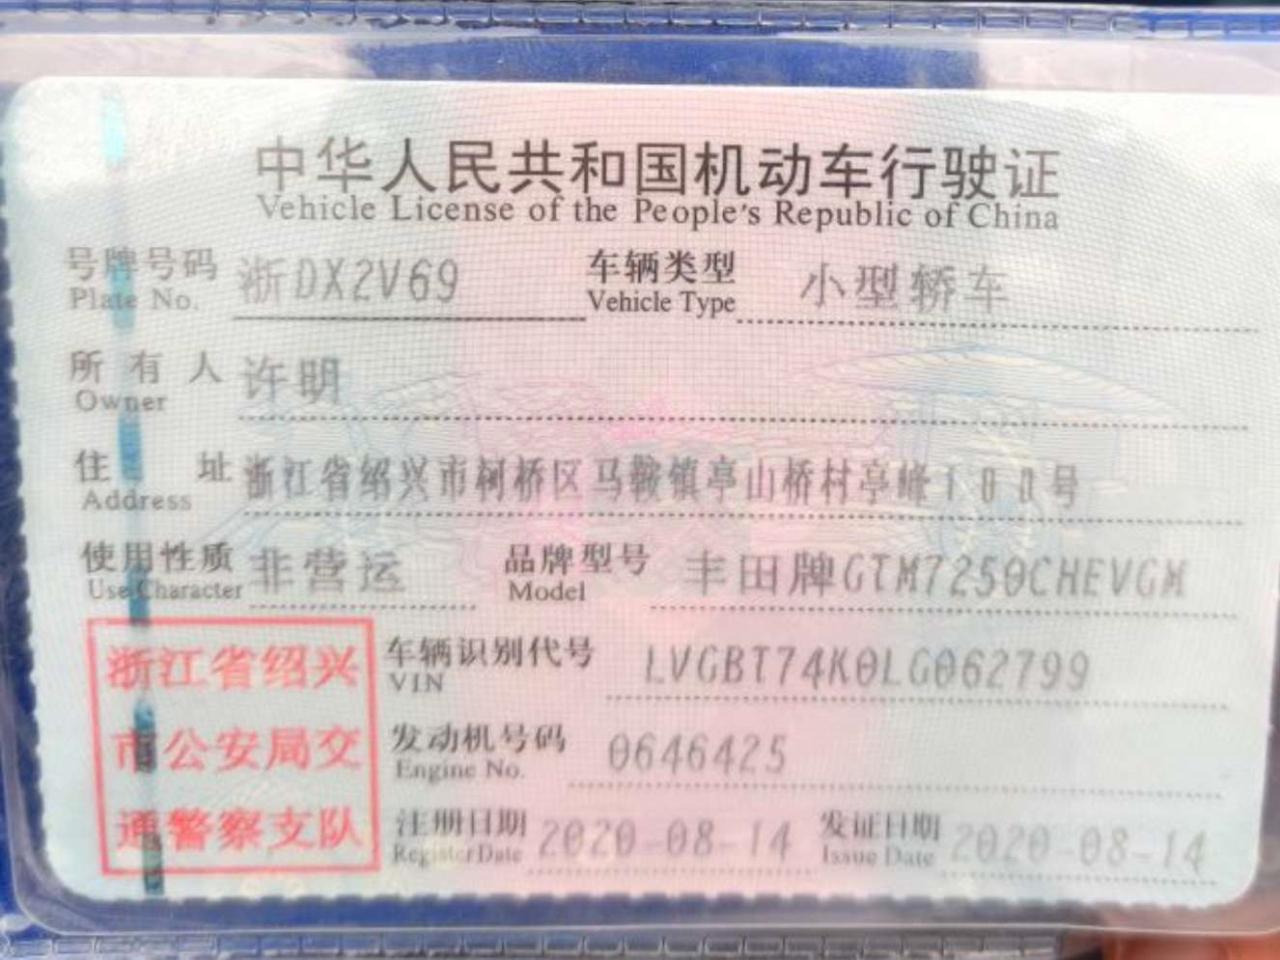 中华人民共和国机动车行驶证
Vehicle License of the People's Republic of China
号牌号码 浙DX2V69 车辆类型 小型轿车
Plate No. Vehicle Type
所有人 许明
Owner
住址 浙江省绍兴市柯桥区马鞍镇亭山桥村亭峰100号
Address
使用性质 非营运 品牌型号 丰田牌GTM7250CHEVGM
Use Character Model
浙江省绍兴
市公安局交
通警察支队
车辆识别代号 LVGBT74K0LG062799
VIN
发动机号码 0646425
Engine No.
注册日期 2020-08-14 发证日期 2020-08-14
Register Date Issue Date